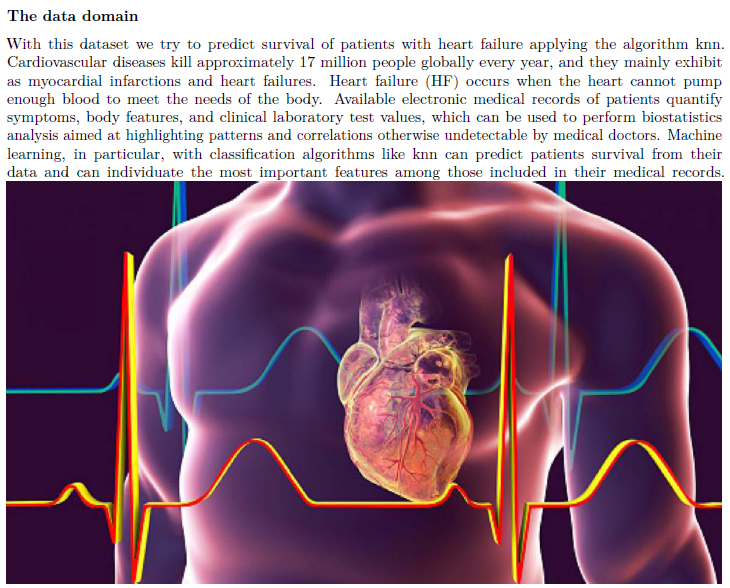 The data domain
With this dataset we try to predict survival of patients with heart failure applying the algorithm knn.
Cardiovascular diseases kill approximately 17 million people globally every year, and they mainly exhibit
as myocardial infarctions and heart failures. Heart failure (HF) occurs when the heart cannot pump
enough blood to meet the needs of the body. Available electronic medical records of patients quantify
symptoms, body features, and clinical laboratory test values, which can be used to perform biostatistics
analysis aimed at highlighting patterns and correlations otherwise undetectable by medical doctors. Machine
learning, in particular, with classification algorithms like knn can predict patients survival from their
data and can individuate the most important features among those included in their medical records.